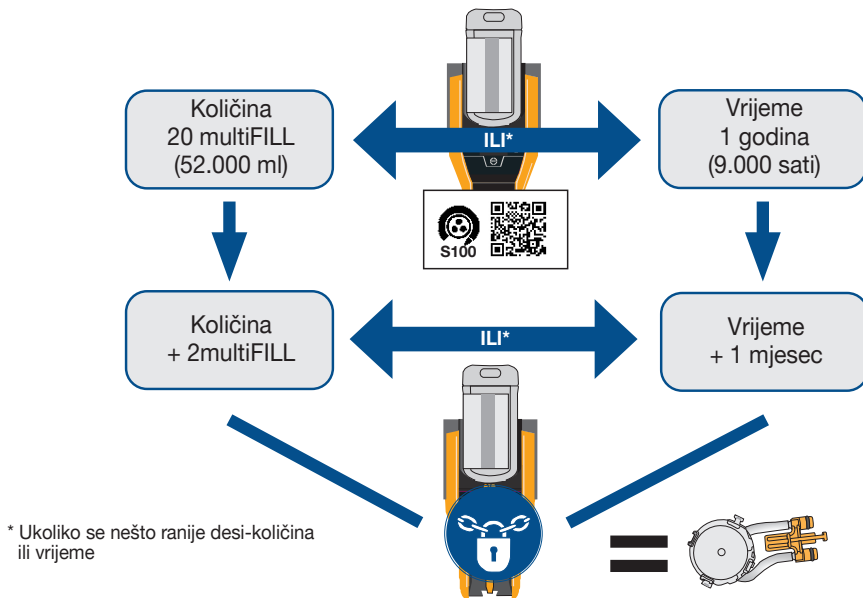 Količina
20 multiFILL
(52.000 ml)
ILI*
Vrijeme
1 godina
(9.000 sati)
S100
Količina
+ 2multiFILL
ILI*
Vrijeme
+ 1 mjesec
* Ukoliko se nešto ranije desi-količina
ili vrijeme